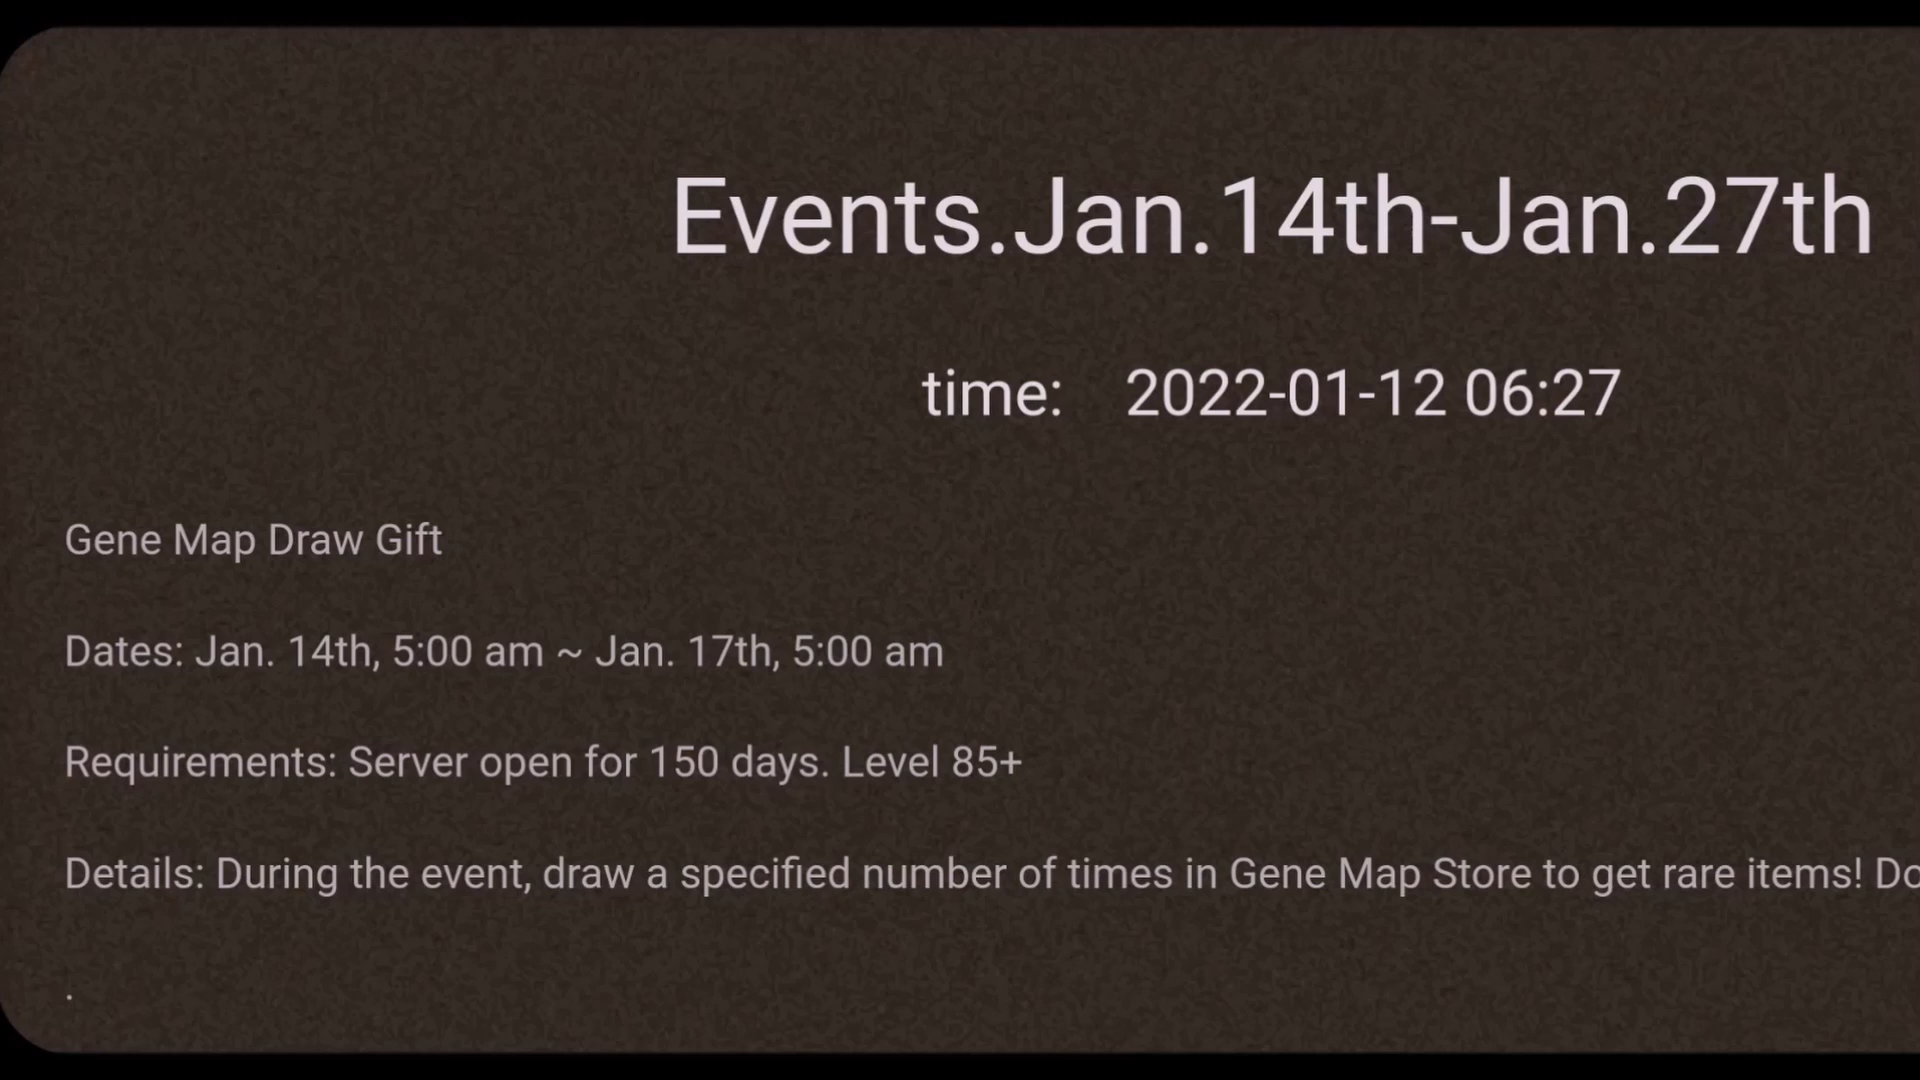 Events.Jan.14th-Jan.27th
time: 2022-01-12 06:27
Gene Map Draw Gift
Dates: Jan. 14th, 5:00 am ~ Jan. 17th, 5:00 am
Requirements: Server open for 150 days. Level 85+
Details: During the event, draw a specified number of times in Gene Map Store to get rare items! Do
.